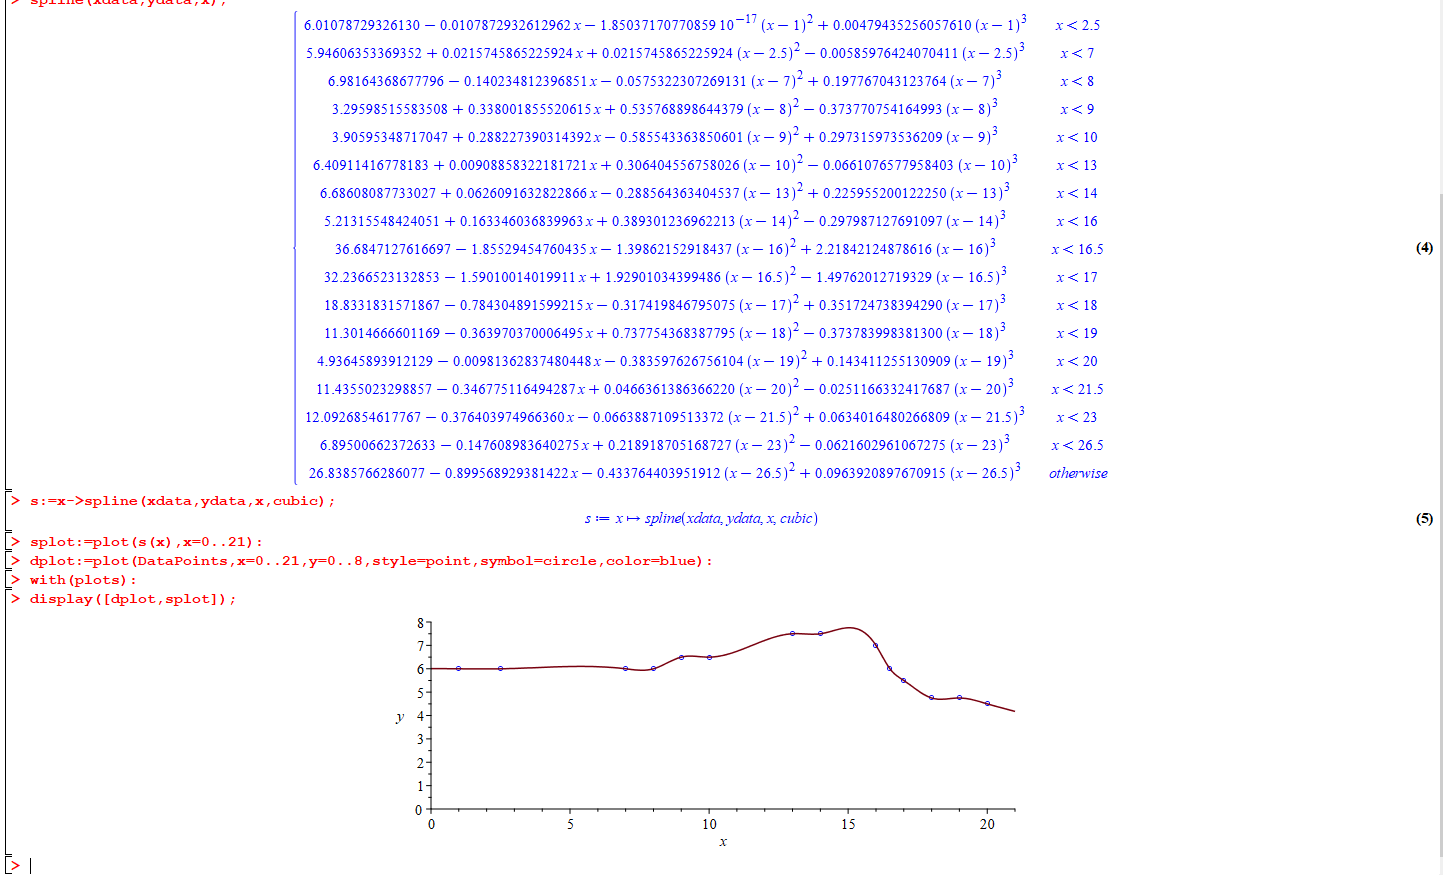 > spline(xdata,ydata,x);
6.01078729326130 − 0.0107872932612962 x − 1.85037170770859 10^−17 (x − 1)^2 + 0.00479435256057610 (x − 1)^3 x < 2.5
5.94606353369352 + 0.0215745865225924 x + 0.0215745865225924 (x − 2.5)^2 − 0.00585976424070411 (x − 2.5)^3 x < 7
6.98164368677796 − 0.140234812396851 x − 0.0575322307269131 (x − 7)^2 + 0.197767043123764 (x − 7)^3 x < 8
3.29598515583508 + 0.338001855520615 x + 0.535768898644379 (x − 8)^2 − 0.373770754164993 (x − 8)^3 x < 9
3.90595348717047 + 0.288227390314392 x − 0.585543363850601 (x − 9)^2 + 0.297315973536209 (x − 9)^3 x < 10
6.40911416778183 + 0.00908858322181721 x + 0.306404556758026 (x − 10)^2 − 0.0661076577958403 (x − 10)^3 x < 13
6.68608087733027 + 0.0626091632822866 x − 0.288564363404537 (x − 13)^2 + 0.225955200122250 (x − 13)^3 x < 14
5.21315548424051 + 0.163346036839963 x + 0.389301236962213 (x − 14)^2 − 0.297987127691097 (x − 14)^3 x < 16
36.6847127616697 − 1.85529454760435 x − 1.39862152918437 (x − 16)^2 + 2.21842124878616 (x − 16)^3 x < 16.5 (4)
32.2366523132853 − 1.59010014019911 x + 1.92901034399486 (x − 16.5)^2 − 1.49762012719329 (x − 16.5)^3 x < 17
18.8331831571867 − 0.784304891599215 x − 0.317419846795075 (x − 17)^2 + 0.351724738394290 (x − 17)^3 x < 18
11.3014666601169 − 0.363970370006495 x + 0.737754368387795 (x − 18)^2 − 0.373783998381300 (x − 18)^3 x < 19
4.93645893912129 − 0.00981362837480448 x − 0.383597626756104 (x − 19)^2 + 0.143411255130909 (x − 19)^3 x < 20
11.4355023298857 − 0.346775116494287 x + 0.0466361386366220 (x − 20)^2 − 0.0251166332417687 (x − 20)^3 x < 21.5
12.0926854617767 − 0.376403974966360 x − 0.0663887109513372 (x − 21.5)^2 + 0.0634016480266809 (x − 21.5)^3 x < 23
6.89500662372633 − 0.147608983640275 x + 0.218918705168727 (x − 23)^2 − 0.0621602961067275 (x − 23)^3 x < 26.5
26.8385766286077 − 0.899568929381422 x − 0.433764403951912 (x − 26.5)^2 + 0.0963920897670915 (x − 26.5)^3 otherwise
> s:=x->spline(xdata,ydata,x,cubic);
s := x ↦ spline(xdata, ydata, x, cubic) (5)
> splot:=plot(s(x),x=0..21):
> dplot:=plot(DataPoints,x=0..21,y=0..8,style=point,symbol=circle,color=blue):
> with(plots):
> display([dplot,splot]);
8
7
6
5
y 4
3
2
1
0
0 5 10 15 20
x
>